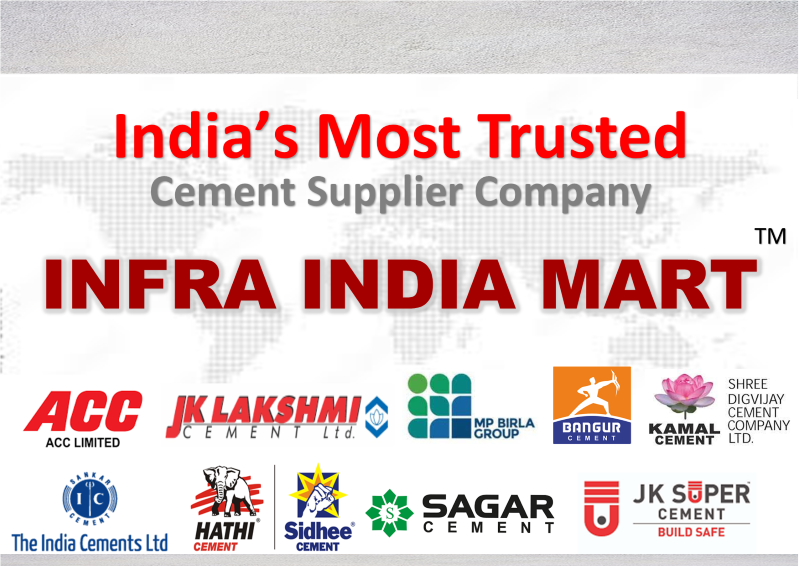 India's Most Trusted
Cement Supplier Company
TM
INFRA INDIA MART
ACC
ACC LIMITED
JK LAKSHMI
CEMENT Ltd.
MP BIRLA
GROUP
BANGUR
CEMENT
KAMAL
CEMENT
SHREE
DIGVIJAY
CEMENT
COMPANY
LTD.
SANKAR
IC
CEMENT
The India Cements Ltd
HATHI®
CEMENT
Sidhee®
CEMENT
S
SAGAR
CEMENT
JK SUPER
CEMENT
BUILD SAFE